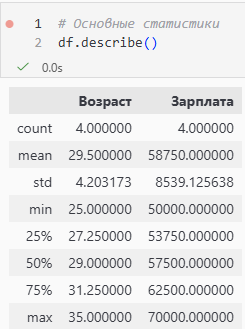 1 # Основные статистики
2 df.describe()
0.0s
Возраст Зарплата
count 4.000000 4.000000
mean 29.500000 58750.000000
std 4.203173 8539.125638
min 25.000000 50000.000000
25% 27.250000 53750.000000
50% 29.000000 57500.000000
75% 31.250000 62500.000000
max 35.000000 70000.000000